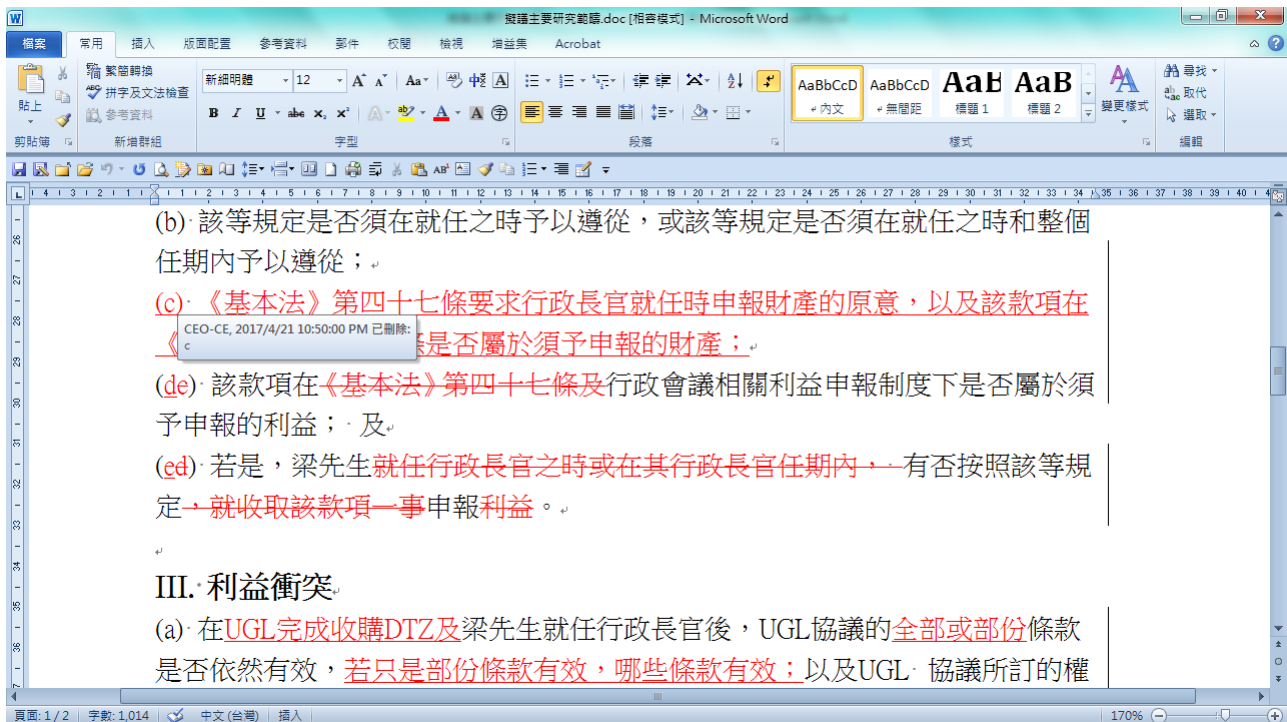 擬議主要研究範疇.doc [相容模式] - Microsoft Word
檔案 常用 插入 版面配置 參考資料 郵件 校閱 檢視 增益集 Acrobat
貼上
剪貼簿
繁簡轉換
拼字及文法檢查
參考資料
新增群組
新細明體 12
字型
段落
AaBbCcD 內文
AaBbCcD 無間距
AaB 標題 1
AaB 標題 2
變更樣式
樣式
尋找
取代
選取
編輯
(b) 該等規定是否須在就任之時予以遵從，或該等規定是否須在就任之時和整個
任期內予以遵從；
(c) 《基本法》第四十七條要求行政長官就任時申報財產的原意，以及該款項在
《
CEO-CE, 2017/4/21 10:50:00 PM 已刪除:
c
是否屬於須予申報的財產；
(de) 該款項在《基本法》第四十七條及行政會議相關利益申報制度下是否屬於須
予申報的利益； 及
(ed) 若是，梁先生就任行政長官之時或在其行政長官任期內， 有否按照該等規
定，就收取該款項一事申報利益。
III. 利益衝突
(a) 在UGL完成收購DTZ及梁先生就任行政長官後，UGL協議的全部或部份條款
是否依然有效，若只是部份條款有效，哪些條款有效；以及UGL 協議所訂的權
頁面: 1 / 2 字數: 1,014 中文 (台灣) 插入 170%